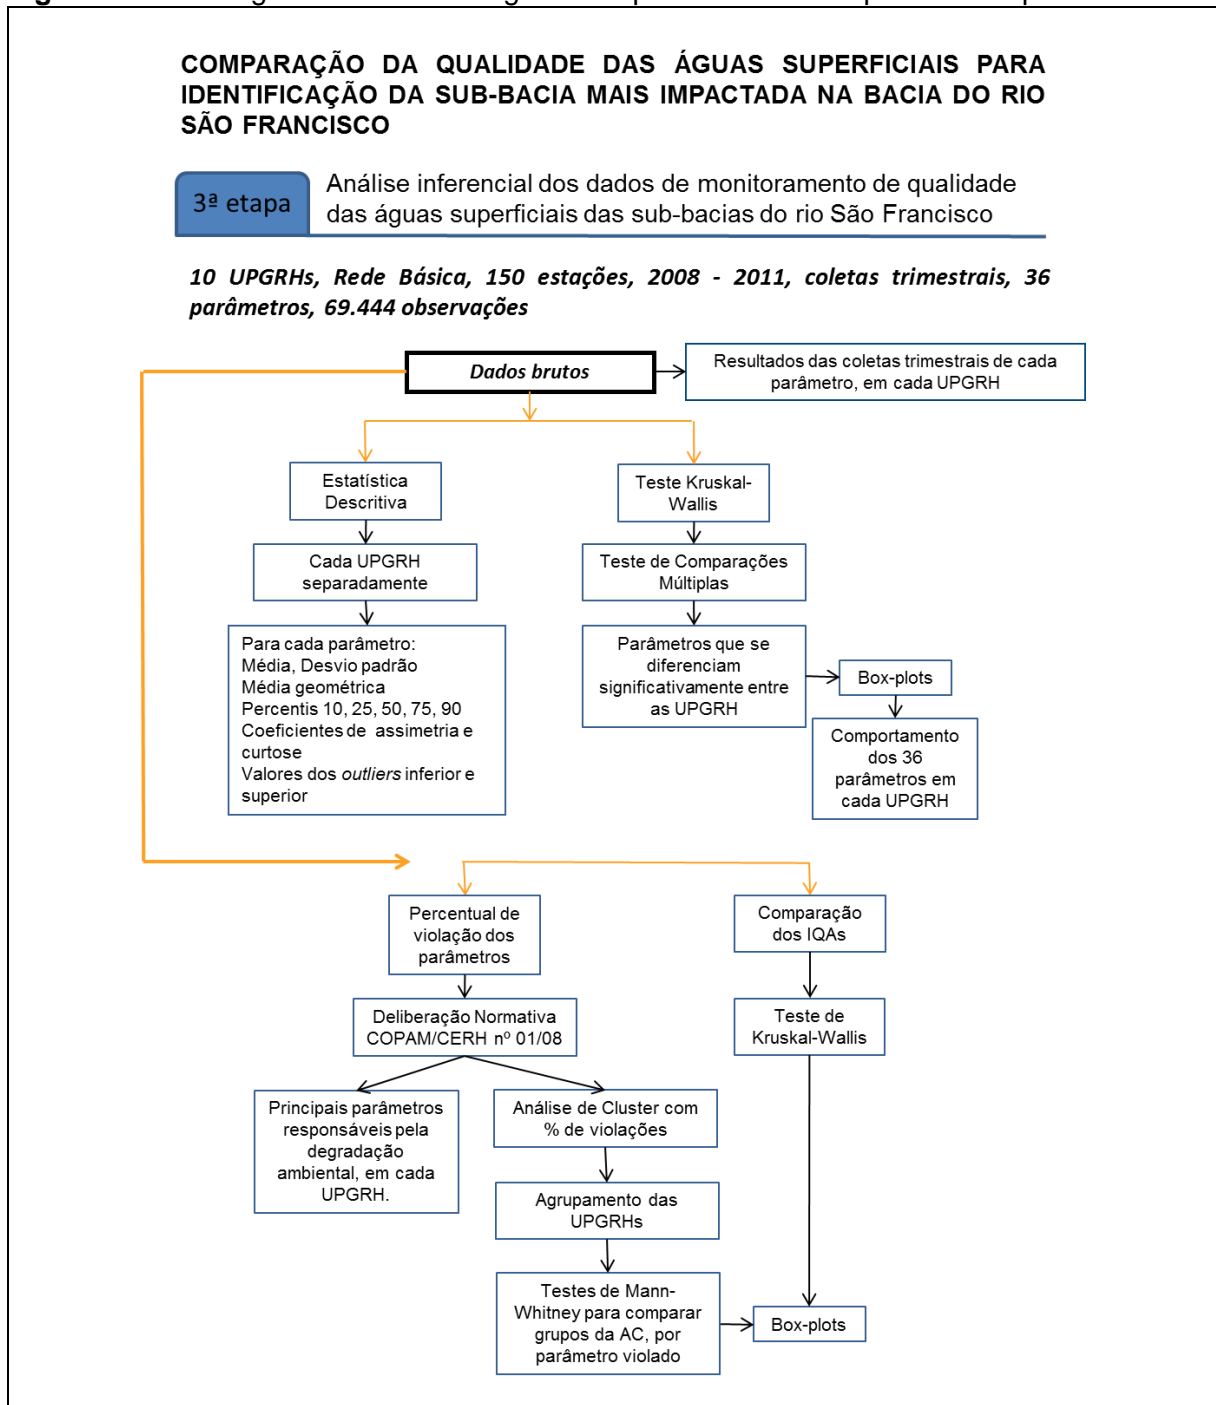 COMPARAÇÃO DA QUALIDADE DAS ÁGUAS SUPERFICIAIS PARA
IDENTIFICAÇÃO DA SUB-BACIA MAIS IMPACTADA NA BACIA DO RIO
SÃO FRANCISCO
3ª etapa
Análise inferencial dos dados de monitoramento de qualidade
das águas superficiais das sub-bacias do rio São Francisco
10 UPGRHs, Rede Básica, 150 estações, 2008 - 2011, coletas trimestrais, 36
parâmetros, 69.444 observações
Dados brutos
Resultados das coletas trimestrais de cada
parâmetro, em cada UPGRH
Estatística
Descritiva
Cada UPGRH
separadamente
Para cada parâmetro:
Média, Desvio padrão
Média geométrica
Percentis 10, 25, 50, 75, 90
Coeficientes de assimetria e
curtose
Valores dos outliers inferior e
superior
Teste Kruskal-
Wallis
Teste de Comparações
Múltiplas
Parâmetros que se
diferenciam
significativamente entre
as UPGRH
Box-plots
Comportamento
dos 36
parâmetros em
cada UPGRH
Percentual de
violação dos
parâmetros
Deliberação Normativa
COPAM/CERH nº 01/08
Principais parâmetros
responsáveis pela
degradação
ambiental, em cada
UPGRH.
Análise de Cluster com
% de violações
Agrupamento das
UPGRHs
Testes de Mann-
Whitney para comparar
grupos da AC, por
parâmetro violado
Comparação
dos IQAs
Teste de
Kruskal-Wallis
Box-plots